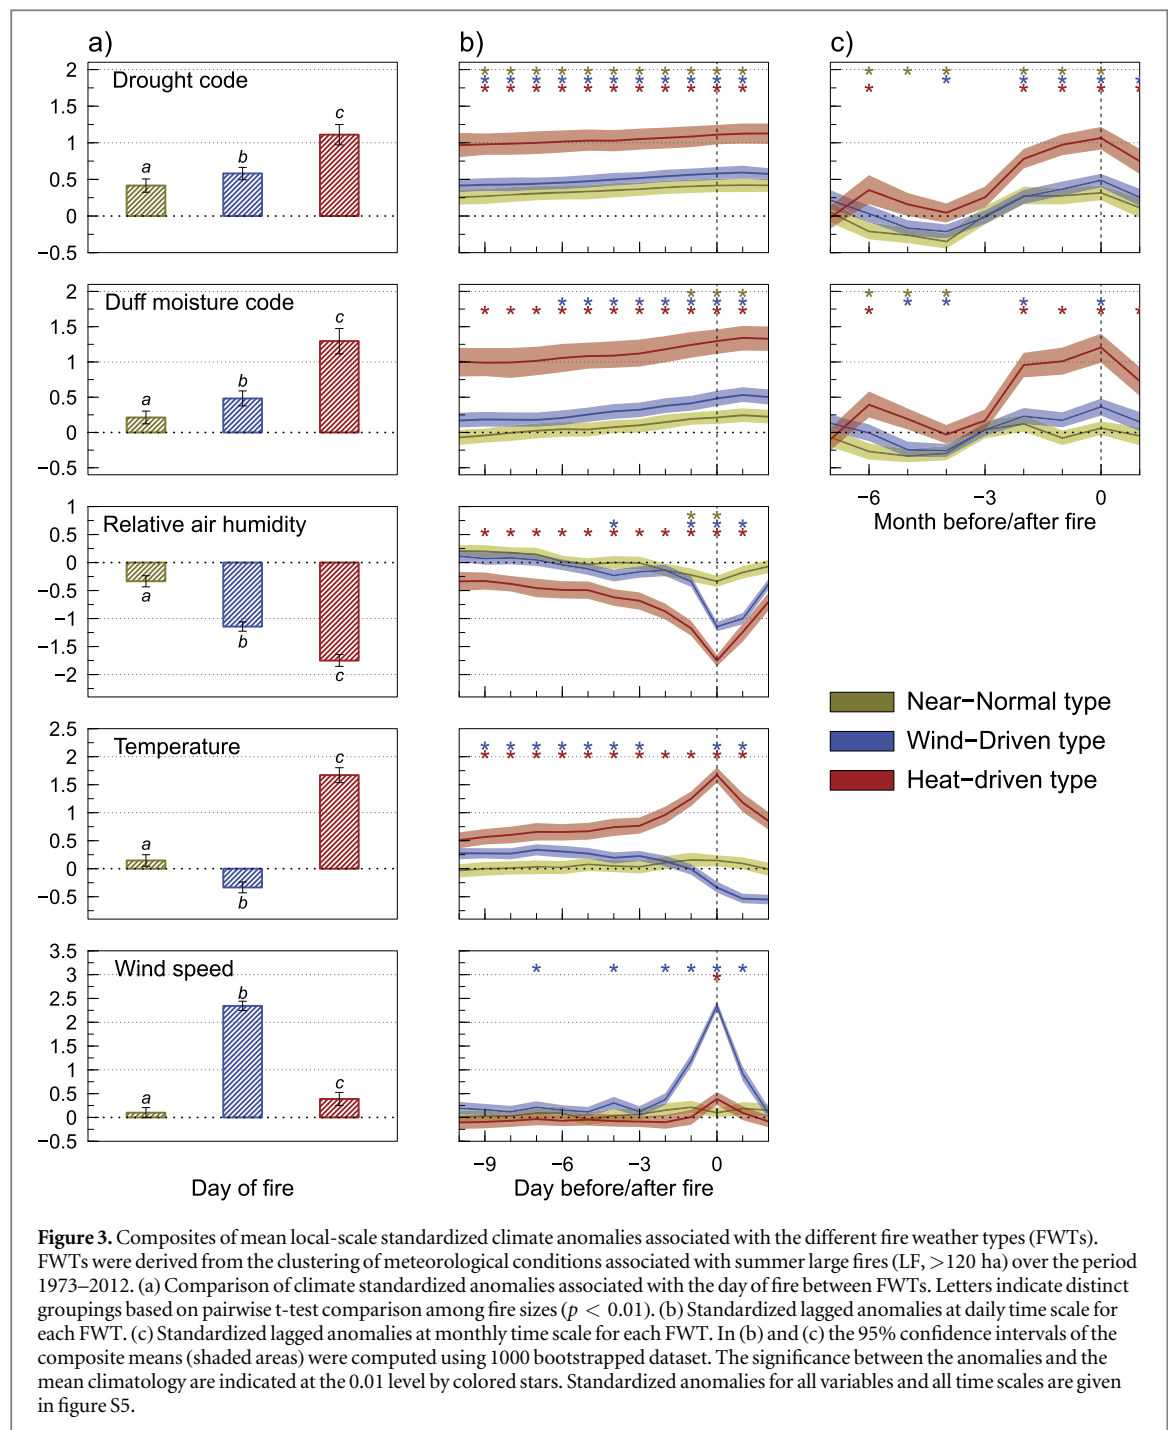 a)
b)
c)
Drought code
2
1.5
1
0.5
0
−0.5
a
b
c
Duff moisture code
2
1.5
1
0.5
0
−0.5
a
b
c
−6
−3
0
Month before/after fire
Relative air humidity
1
0.5
0
−0.5
−1
−1.5
−2
a
b
c
Near−Normal type
Wind−Driven type
Heat−driven type
Temperature
2.5
2
1.5
1
0.5
0
−0.5
a
b
c
Wind speed
3.5
3
2.5
2
1.5
1
0.5
0
−0.5
a
b
c
−9
−6
−3
0
Day of fire
Day before/after fire
Figure 3. Composites of mean local-scale standardized climate anomalies associated with the different fire weather types (FWTs).
FWTs were derived from the clustering of meteorological conditions associated with summer large fires (LF, >120 ha) over the period
1973–2012. (a) Comparison of climate standardized anomalies associated with the day of fire between FWTs. Letters indicate distinct
groupings based on pairwise t-test comparison among fire sizes (p < 0.01). (b) Standardized lagged anomalies at daily time scale for
each FWT. (c) Standardized lagged anomalies at monthly time scale for each FWT. In (b) and (c) the 95% confidence intervals of the
composite means (shaded areas) were computed using 1000 bootstrapped dataset. The significance between the anomalies and the
mean climatology are indicated at the 0.01 level by colored stars. Standardized anomalies for all variables and all time scales are given
in figure S5.